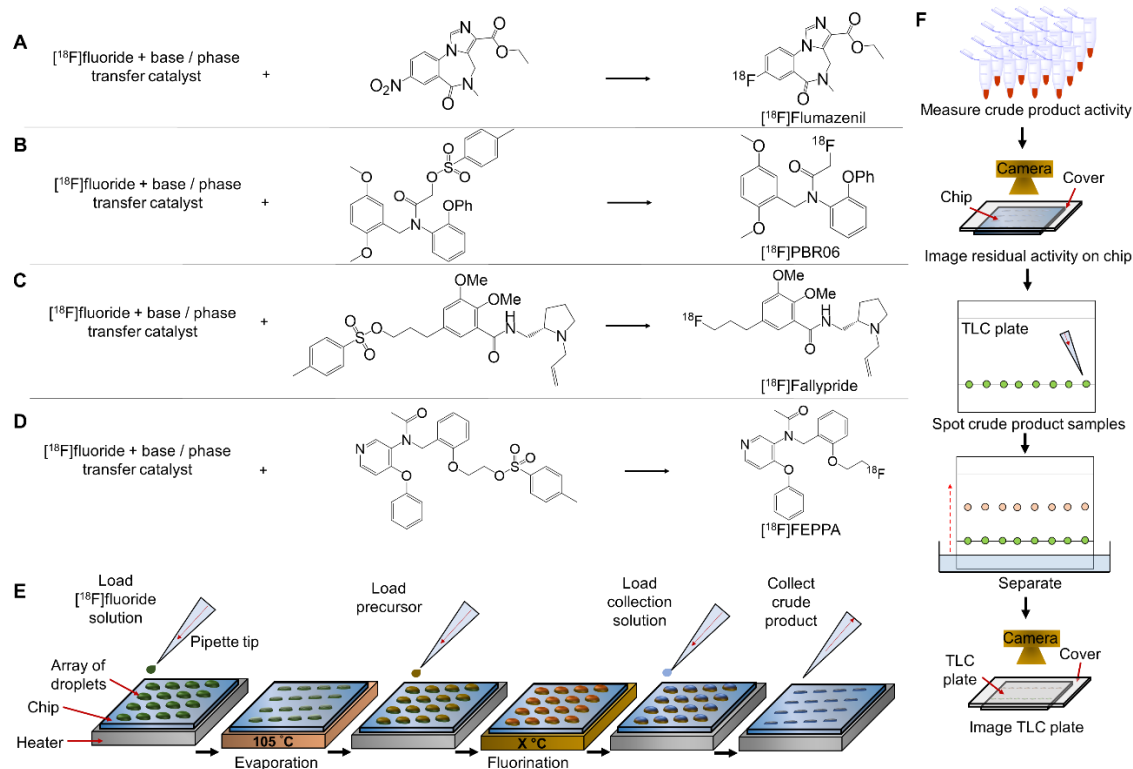 A
[¹⁸F]fluoride + base / phase
transfer catalyst
+
NO₂
N
N
O
O
N
O
¹⁸F
N
N
O
O
N
O
[¹⁸F]Flumazenil
B
[¹⁸F]fluoride + base / phase
transfer catalyst
+
O
S
O
O
O
O
OPh
N
O
O
¹⁸F
O
OPh
N
O
[¹⁸F]PBR06
C
[¹⁸F]fluoride + base / phase
transfer catalyst
+
OMe
OMe
H
N
N
O
O
S
O
O
OMe
OMe
H
N
N
O
¹⁸F
[¹⁸F]Fallypride
D
[¹⁸F]fluoride + base / phase
transfer catalyst
+
O
N
N
O
O
O
S
O
O
O
N
N
O
O
¹⁸F
[¹⁸F]FEPPA
E
Load
[¹⁸F]fluoride
solution
Pipette tip
Array of
droplets
Chip
Heater
105 °C
Evaporation
Load
precursor
X °C
Fluorination
Load
collection
solution
Collect
crude
product
F
Measure crude product activity
Camera
Chip
Cover
Image residual activity on chip
TLC plate
Spot crude product samples
Separate
Camera
TLC
plate
Cover
Image TLC plate